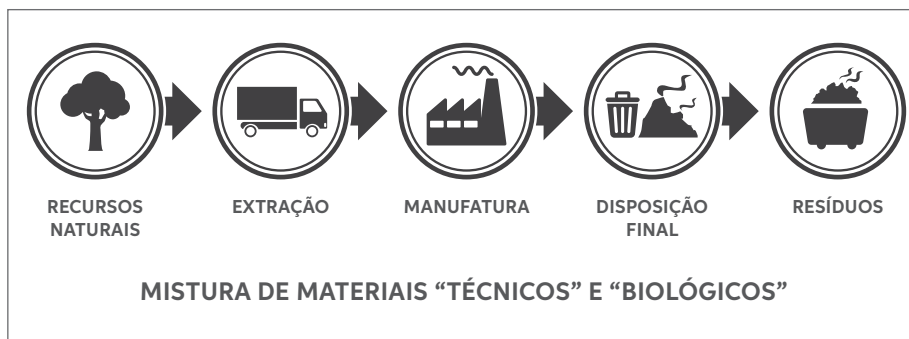 RECURSOS
NATURAIS
EXTRAÇÃO
MANUFATURA
DISPOSIÇÃO
FINAL
RESÍDUOS
MISTURA DE MATERIAIS “TÉCNICOS” E “BIOLÓGICOS”